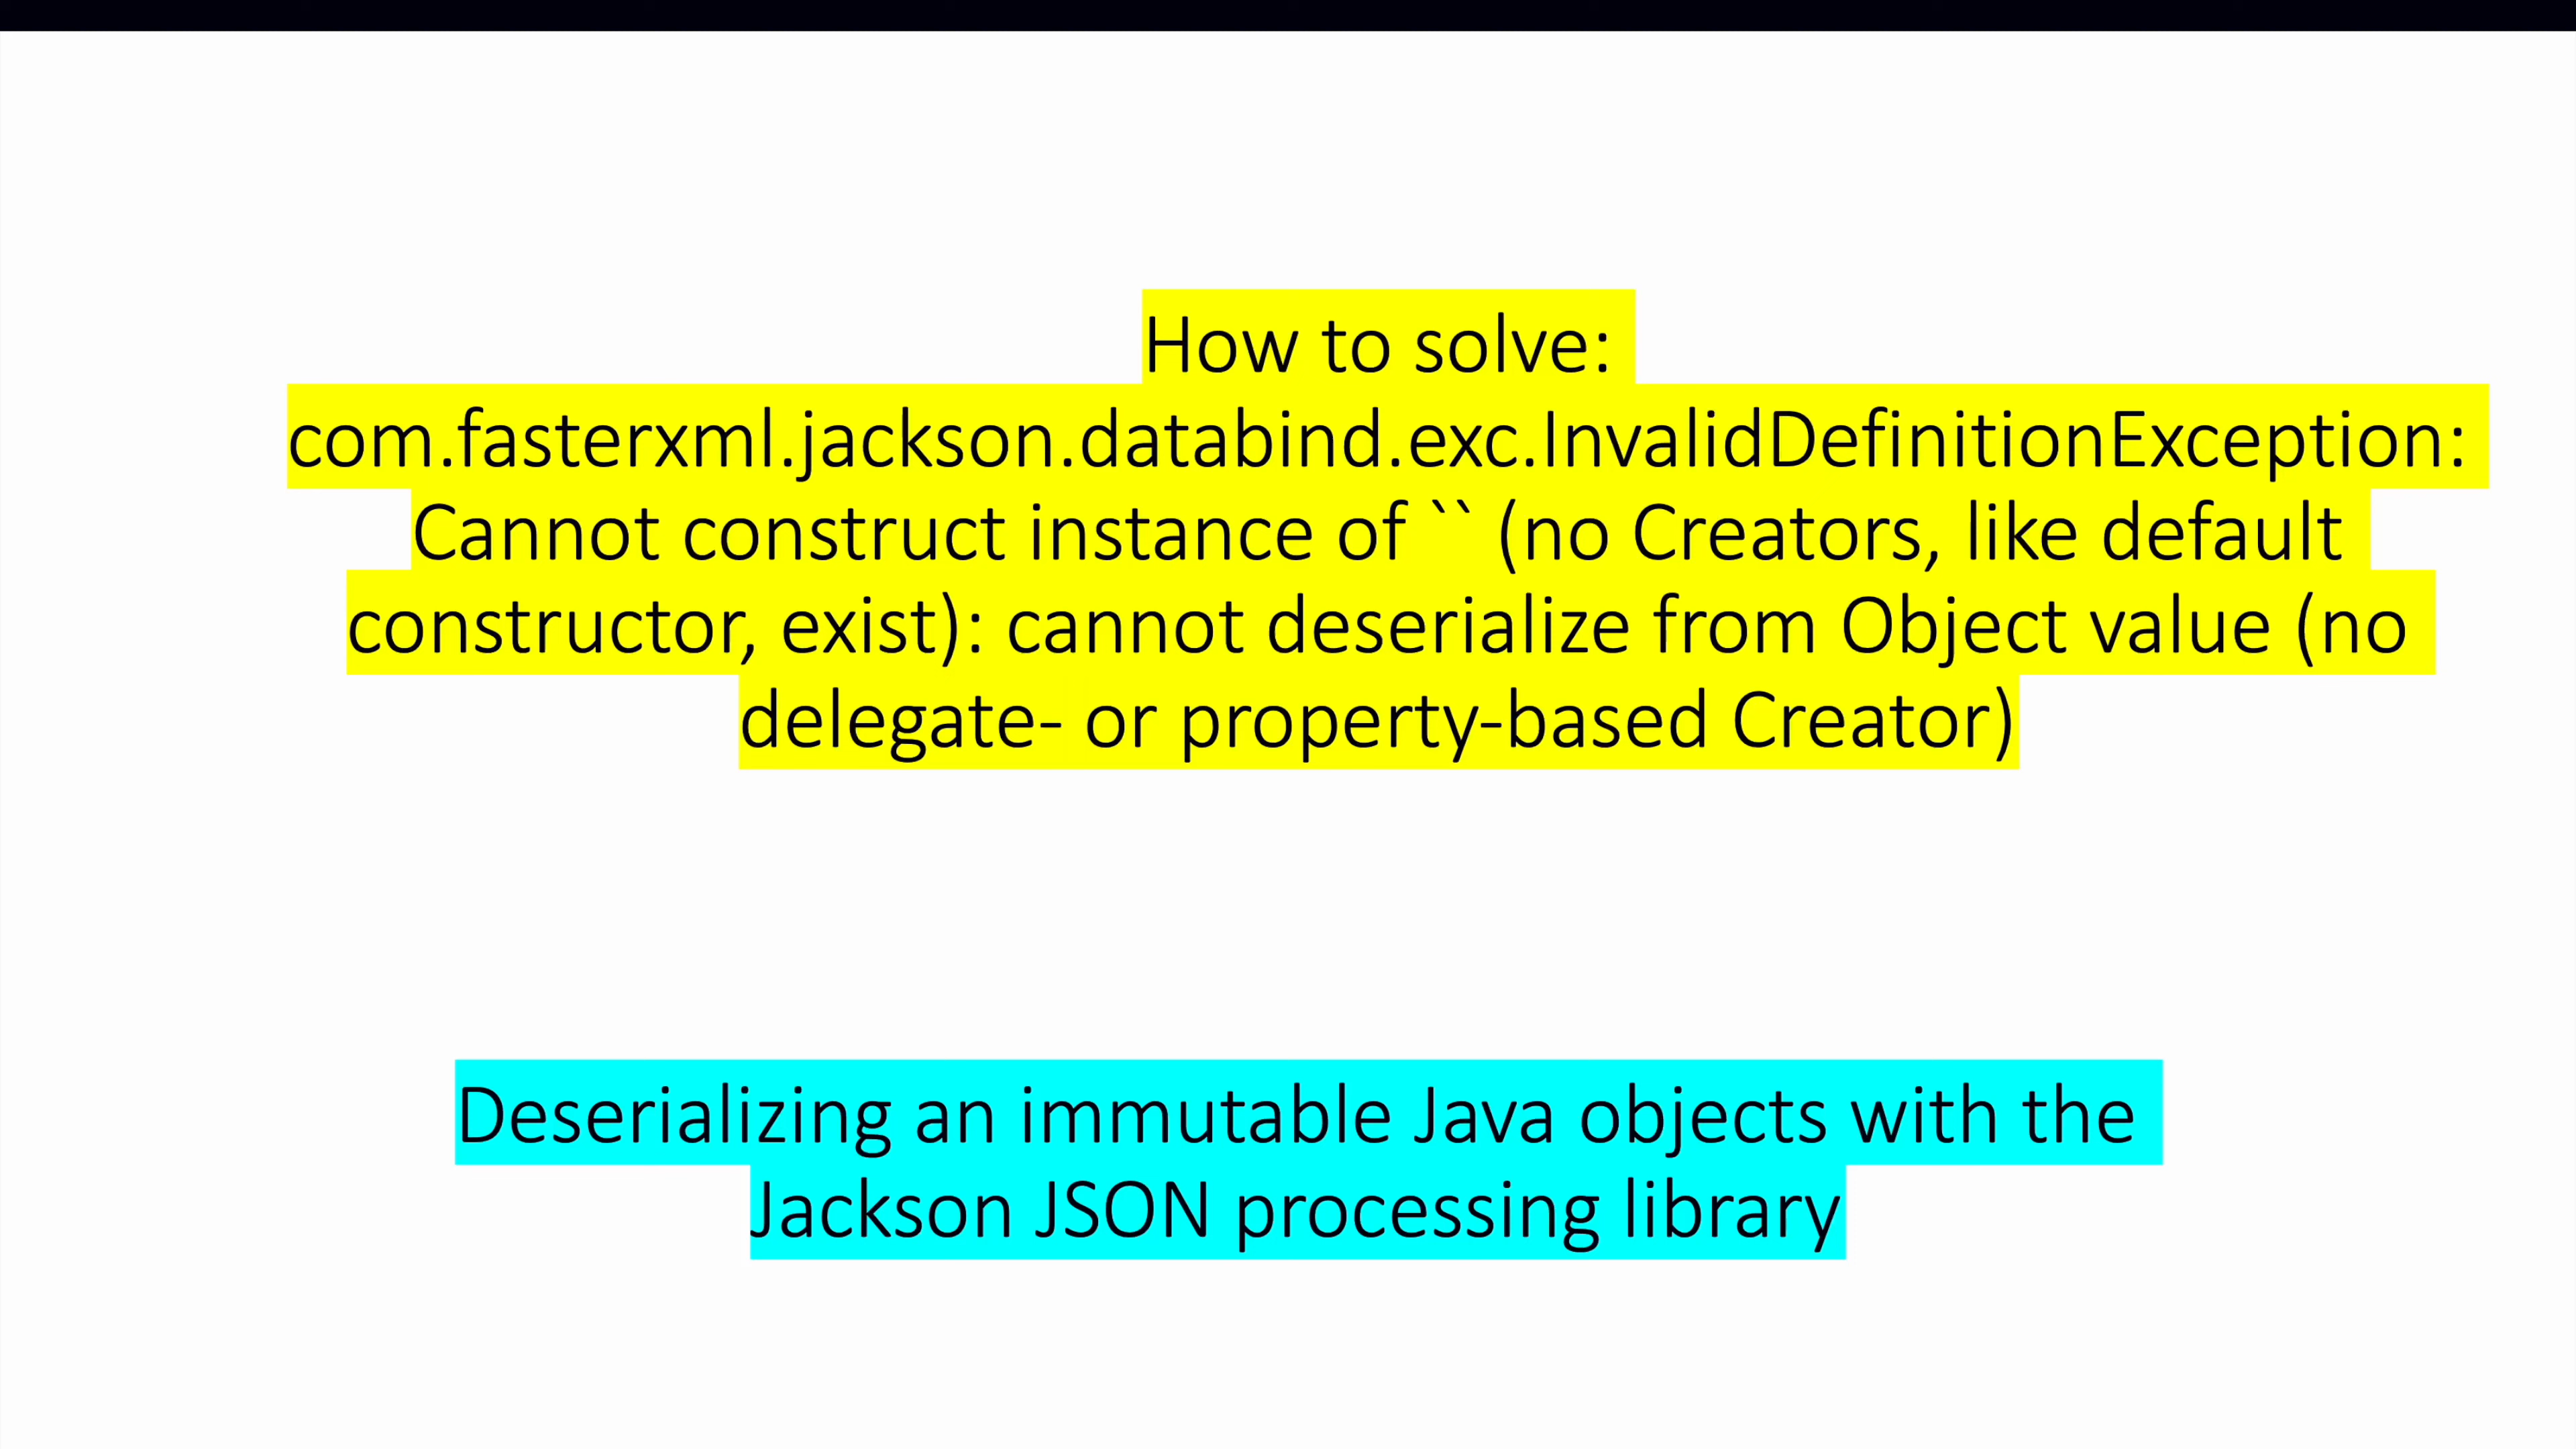 How to solve:
com.fasterxml.jackson.databind.exc.InvalidDefinitionException:
Cannot construct instance of `` (no Creators, like default
constructor, exist): cannot deserialize from Object value (no
delegate- or property-based Creator)
Deserializing an immutable Java objects with the
Jackson JSON processing library